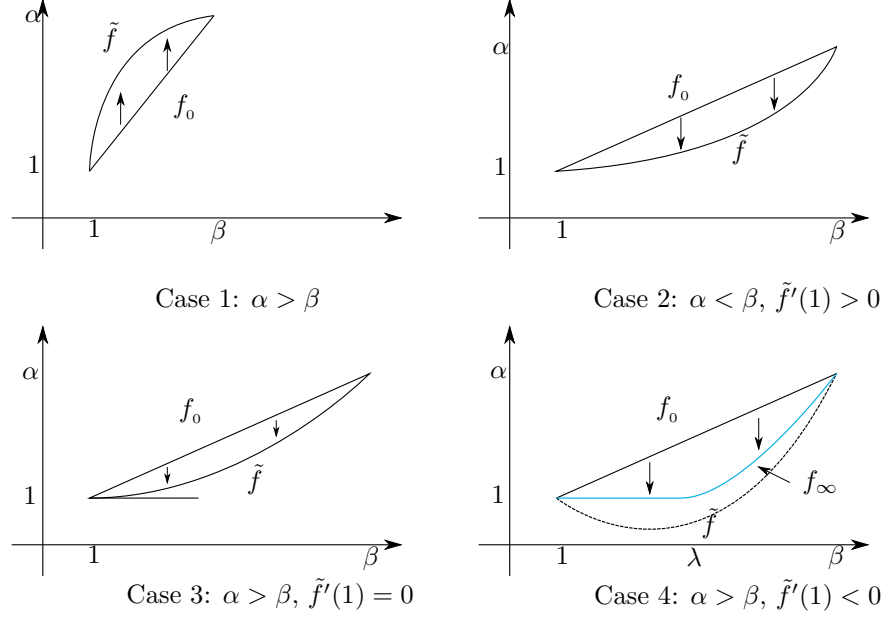 α
f̃
f₀
1
1
β
Case 1: α > β
α
f₀
f̃
1
1
β
Case 2: α < β, f̃′(1) > 0
α
f₀
f̃
1
1
β
Case 3: α > β, f̃′(1) = 0
α
f₀
f∞
1
f̃
1
λ
β
Case 4: α > β, f̃′(1) < 0